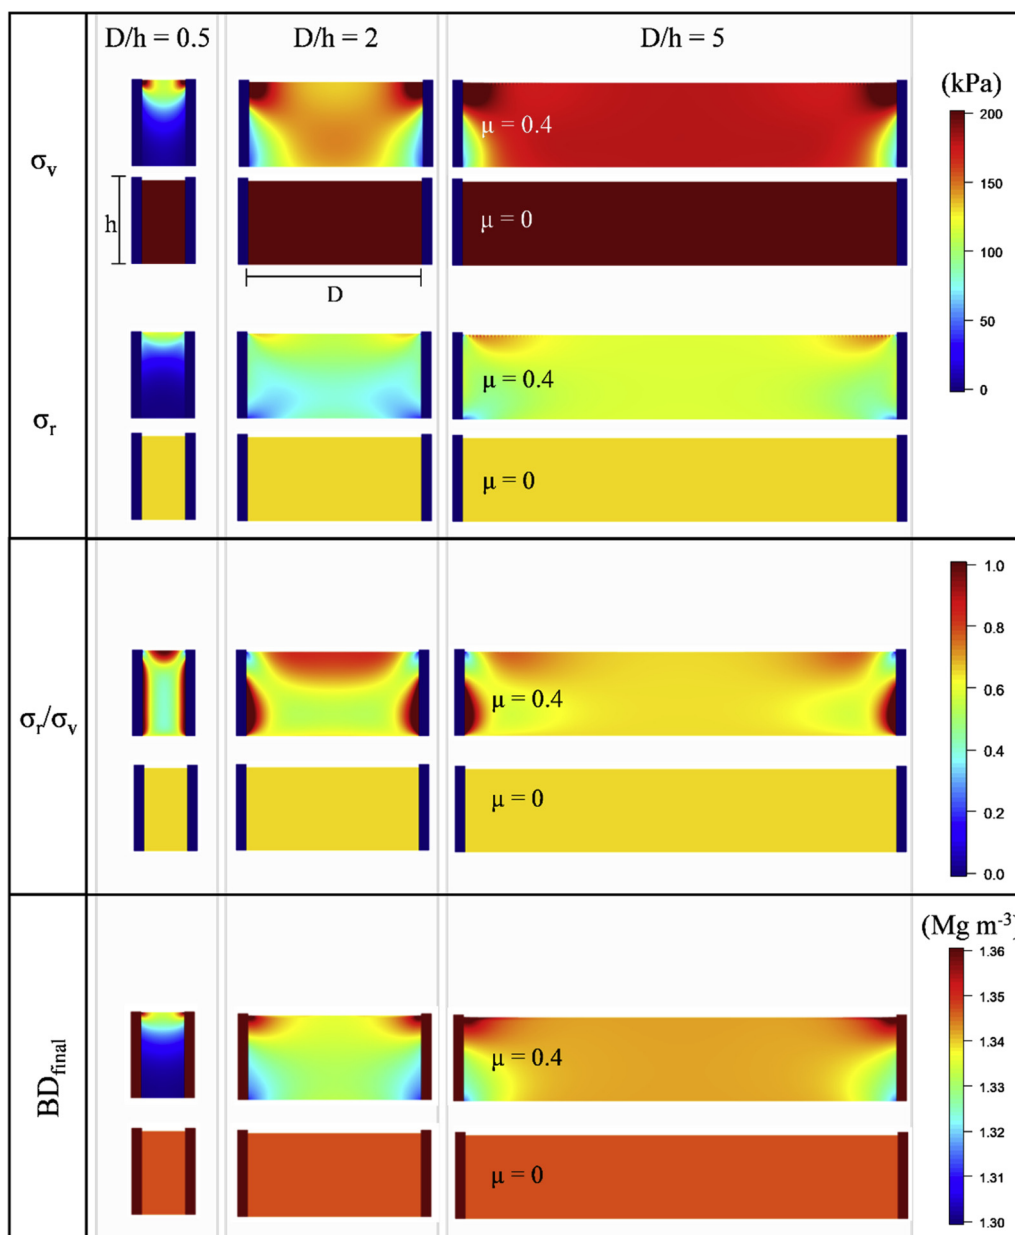 D/h = 0.5 D/h = 2 D/h = 5
(kPa)
σv
μ = 0.4
200
150
100
50
0
h
μ = 0
D
σr
μ = 0.4
μ = 0
σr/σv
μ = 0.4
1.0
0.8
0.6
0.4
0.2
0.0
μ = 0
(Mg m-3)
BDfinal
μ = 0.4
1.36
1.35
1.34
1.33
1.32
1.31
1.30
μ = 0